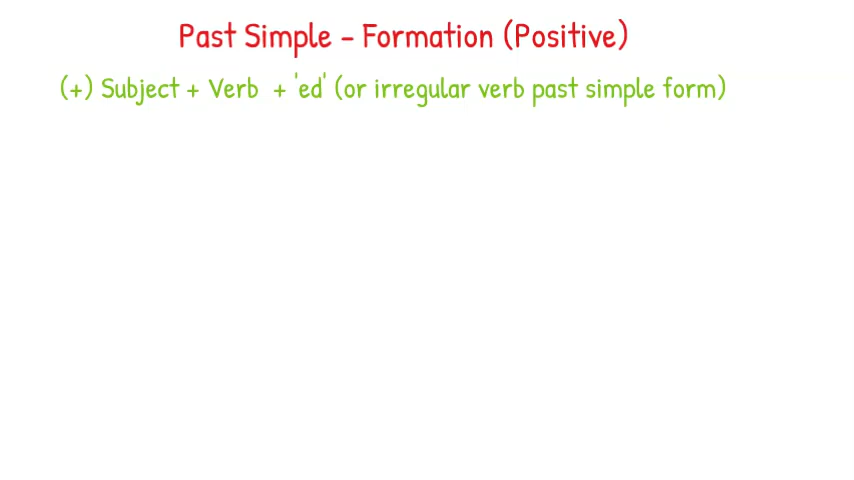 Past Simple - Formation (Positive)
(+) Subject + Verb + 'ed' (or irregular verb past simple form)